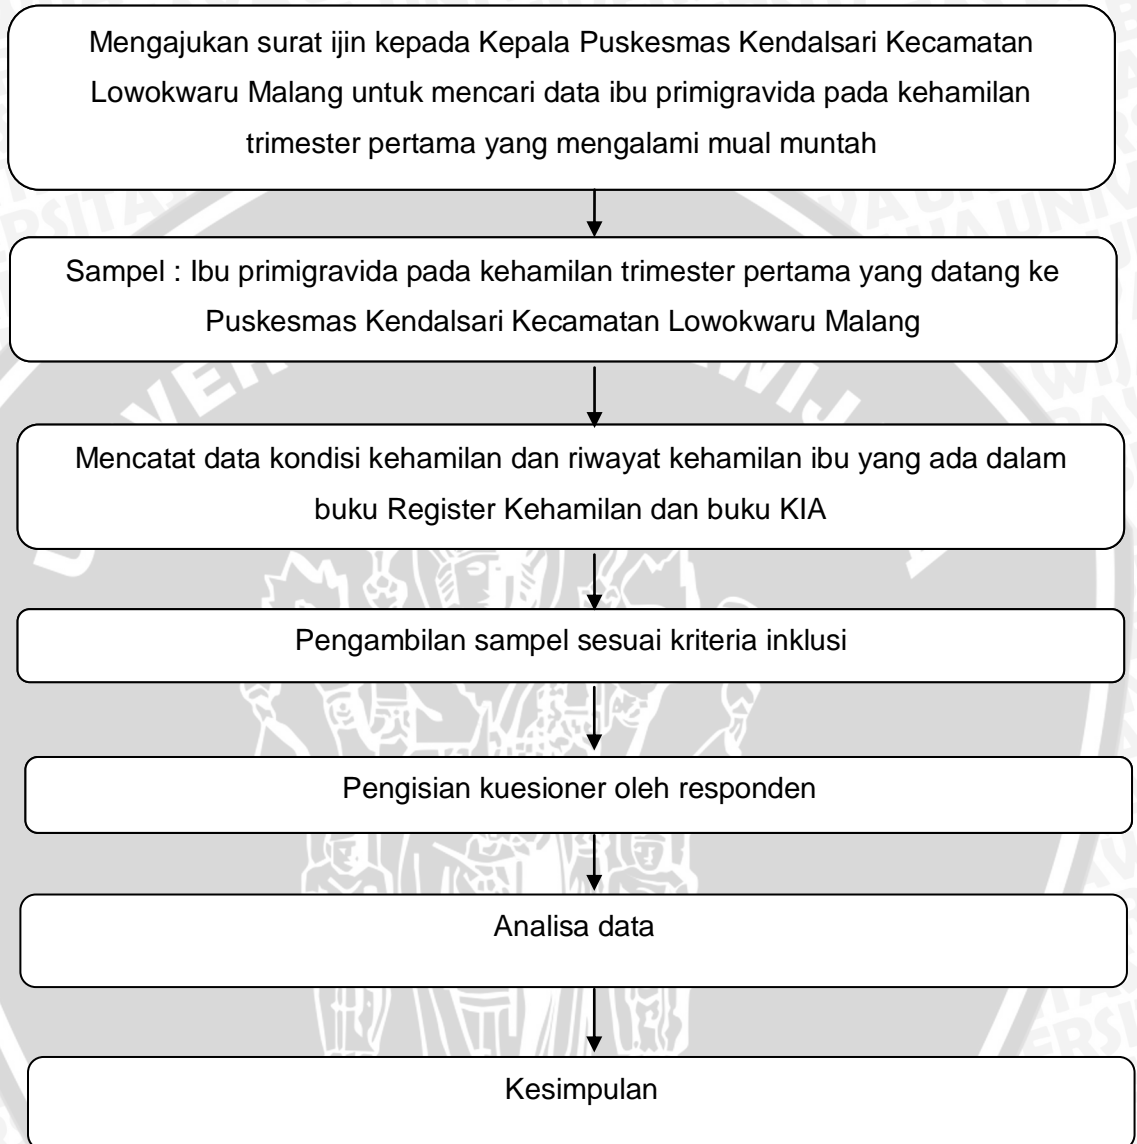 Mengajukan surat ijin kepada Kepala Puskesmas Kendalsari Kecamatan
Lowokwaru Malang untuk mencari data ibu primigravida pada kehamilan
trimester pertama yang mengalami mual muntah
Sampel : Ibu primigravida pada kehamilan trimester pertama yang datang ke
Puskesmas Kendalsari Kecamatan Lowokwaru Malang
Mencatat data kondisi kehamilan dan riwayat kehamilan ibu yang ada dalam
buku Register Kehamilan dan buku KIA
Pengambilan sampel sesuai kriteria inklusi
Pengisian kuesioner oleh responden
Analisa data
Kesimpulan